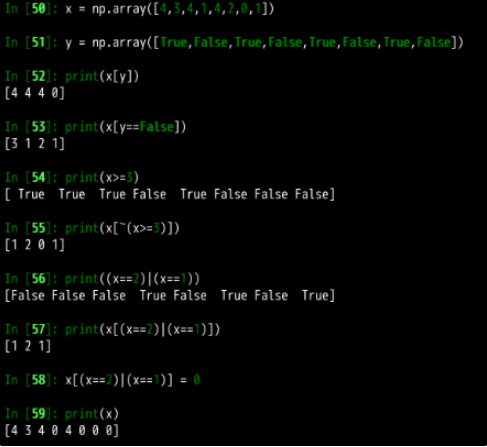 In [50]: x = np.array([4,3,4,1,4,2,0,1])
In [51]: y = np.array([True,False,True,False,True,False,True,False])
In [52]: print(x[y])
[4 4 4 0]
In [53]: print(x[y==False])
[3 1 2 1]
In [54]: print(x>=3)
[ True  True  True False  True False False False]
In [55]: print(x[~(x>=3)])
[1 2 0 1]
In [56]: print((x==2)|(x==1))
[False False False  True False  True False  True]
In [57]: print(x[(x==2)|(x==1)])
[1 2 1]
In [58]: x[(x==2)|(x==1)] = 0
In [59]: print(x)
[4 3 4 0 4 0 0 0]